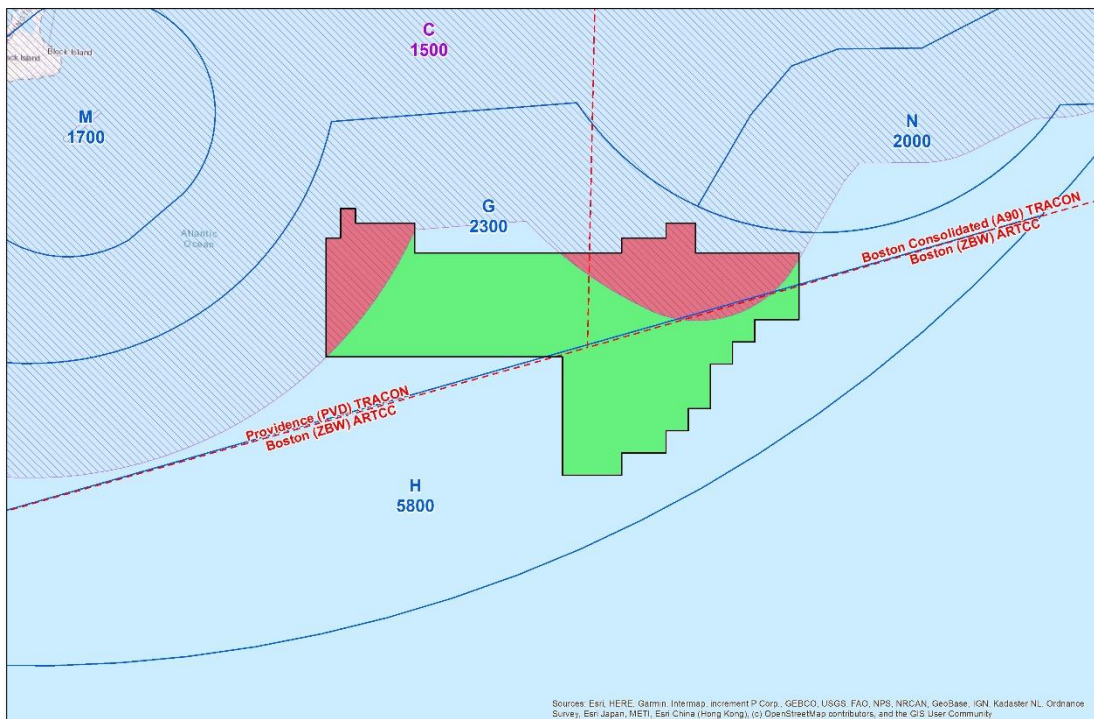 C
1500
Block Island
Block Island
M
1700
N
2000
G
2300
Atlantic
Ocean
Boston Consolidated (A90) TRACON
Boston (ZBW) ARTCC
Providence (PVD) TRACON
Boston (ZBW) ARTCC
H
5800
Sources: Esri, HERE, Garmin, Intermap, increment P Corp., GEBCO, USGS, FAO, NPS, NRCAN, GeoBase, IGN, Kadaster NL, Ordnance
Survey, Esri Japan, METI, Esri China (Hong Kong), (c) OpenStreetMap contributors, and the GIS User Community